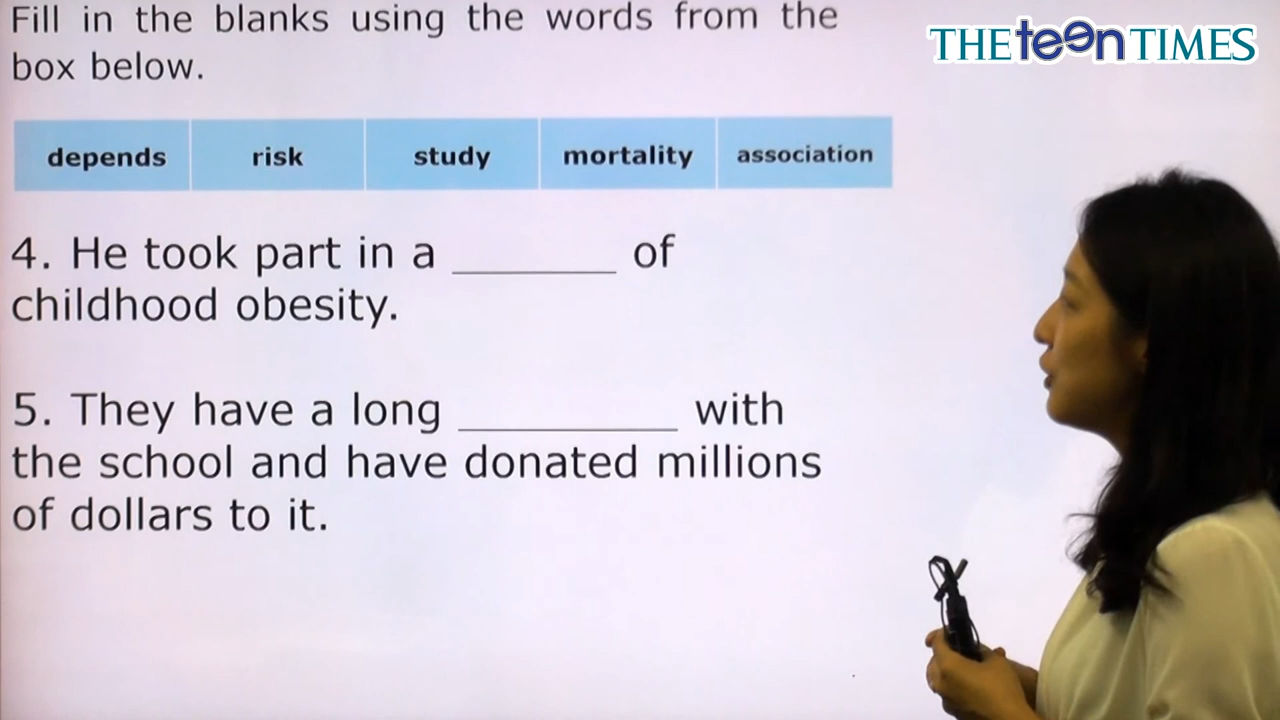 Fill in the blanks using the words from the
box below.
THE teen TIMES
depends risk study mortality association
4. He took part in a ________ of
childhood obesity.
5. They have a long __________ with
the school and have donated millions
of dollars to it.